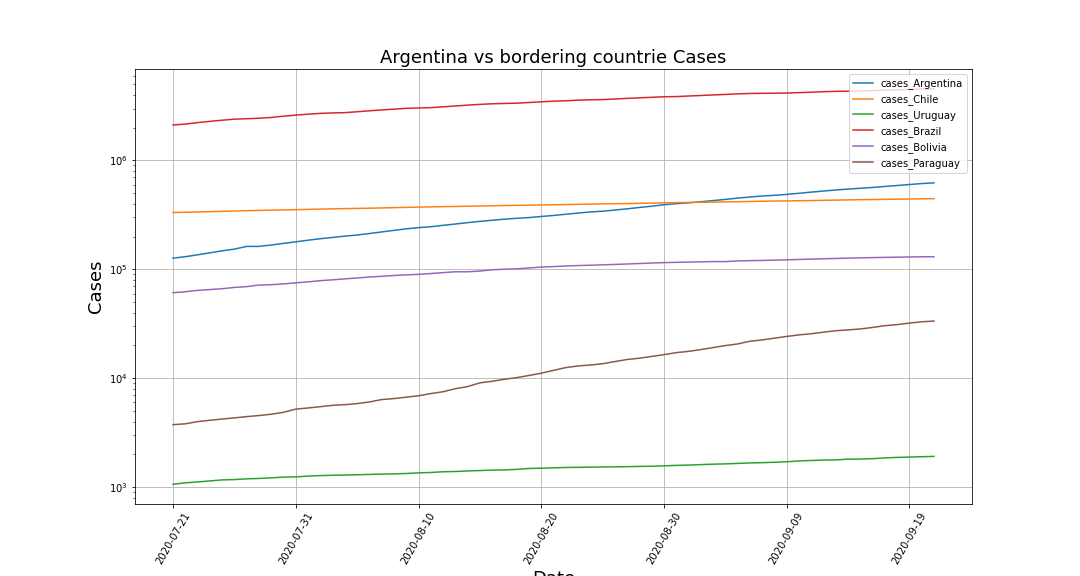 Argentina vs bordering countrie Cases
cases_Argentina
cases_Chile
cases_Uruguay
cases_Brazil
cases_Bolivia
cases_Paraguay
Cases
10^6
10^5
10^4
10^3
2020-07-21
2020-07-31
2020-08-10
2020-08-20
2020-08-30
2020-09-09
2020-09-19
Date